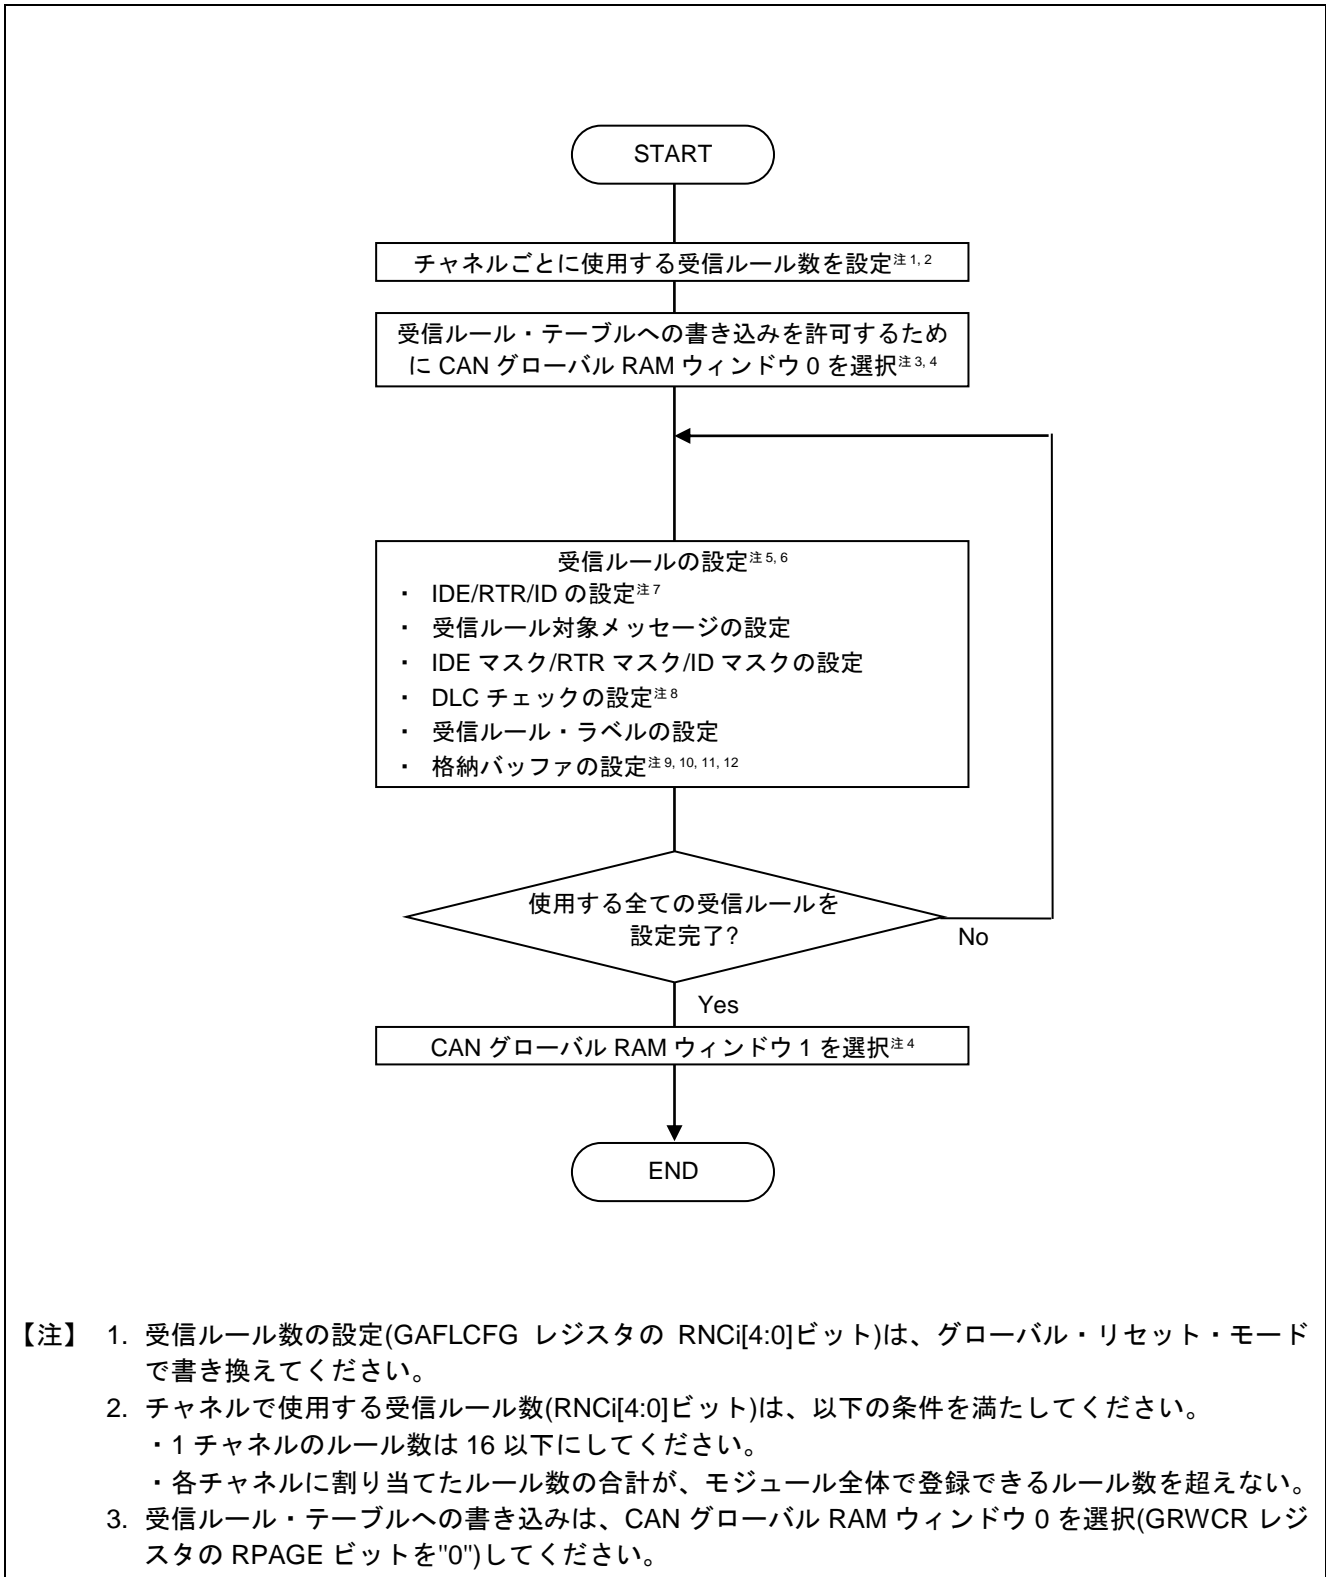 START
チャネルごとに使用する受信ルール数を設定注 1, 2
受信ルール・テーブルへの書き込みを許可するため
に CAN グローバル RAM ウィンドウ 0 を選択注 3, 4
受信ルールの設定注 5, 6
・ IDE/RTR/ID の設定注 7
・ 受信ルール対象メッセージの設定
・ IDE マスク/RTR マスク/ID マスクの設定
・ DLC チェックの設定注 8
・ 受信ルール・ラベルの設定
・ 格納バッファの設定注 9, 10, 11, 12
使用する全ての受信ルールを
設定完了?
No
Yes
CAN グローバル RAM ウィンドウ 1 を選択注 4
END
【注】 1. 受信ルール数の設定(GAFLCFG レジスタの RNCi[4:0]ビット)は、グローバル・リセット・モード
で書き換えてください。
2. チャネルで使用する受信ルール数(RNCi[4:0]ビット)は、以下の条件を満たしてください。
・1 チャネルのルール数は 16 以下にしてください。
・各チャネルに割り当てたルール数の合計が、モジュール全体で登録できるルール数を超えない。
3. 受信ルール・テーブルへの書き込みは、CAN グローバル RAM ウィンドウ 0 を選択(GRWCR レジ
スタの RPAGE ビットを"0")してください。